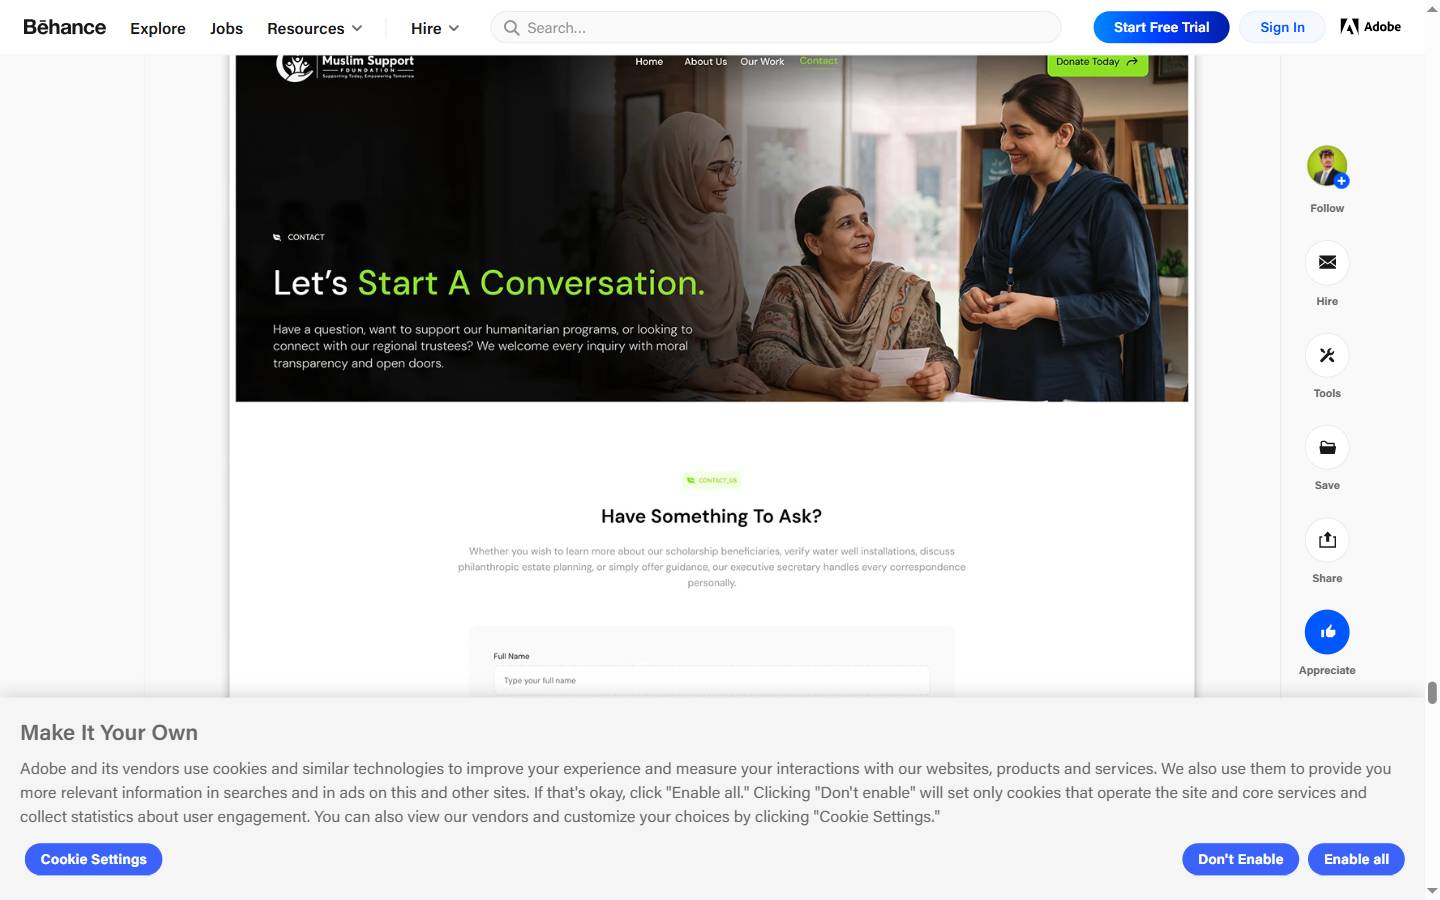 Bēhance
Explore
Jobs
Resources
Hire
Search...
Start Free Trial
Sign In
Adobe
Muslim Support
FOUNDATION
Supporting Today, Empowering Tomorrow
Home
About Us
Our Work
Contact
Donate Today
CONTACT
Let's Start A Conversation.
Have a question, want to support our humanitarian programs, or looking to
connect with our regional trustees? We welcome every inquiry with moral
transparency and open doors.
CONTACT_US
Have Something To Ask?
Whether you wish to learn more about our scholarship beneficiaries, verify water well installations, discuss
philanthropic estate planning, or simply offer guidance, our executive secretary handles every correspondence
personally.
Full Name
Type your full name
Follow
Hire
Tools
Save
Share
Appreciate
Make It Your Own
Adobe and its vendors use cookies and similar technologies to improve your experience and measure your interactions with our websites, products and services. We also use them to provide you
more relevant information in searches and in ads on this and other sites. If that's okay, click "Enable all." Clicking "Don't enable" will set only cookies that operate the site and core services and
collect statistics about user engagement. You can also view our vendors and customize your choices by clicking "Cookie Settings."
Cookie Settings
Don't Enable
Enable all